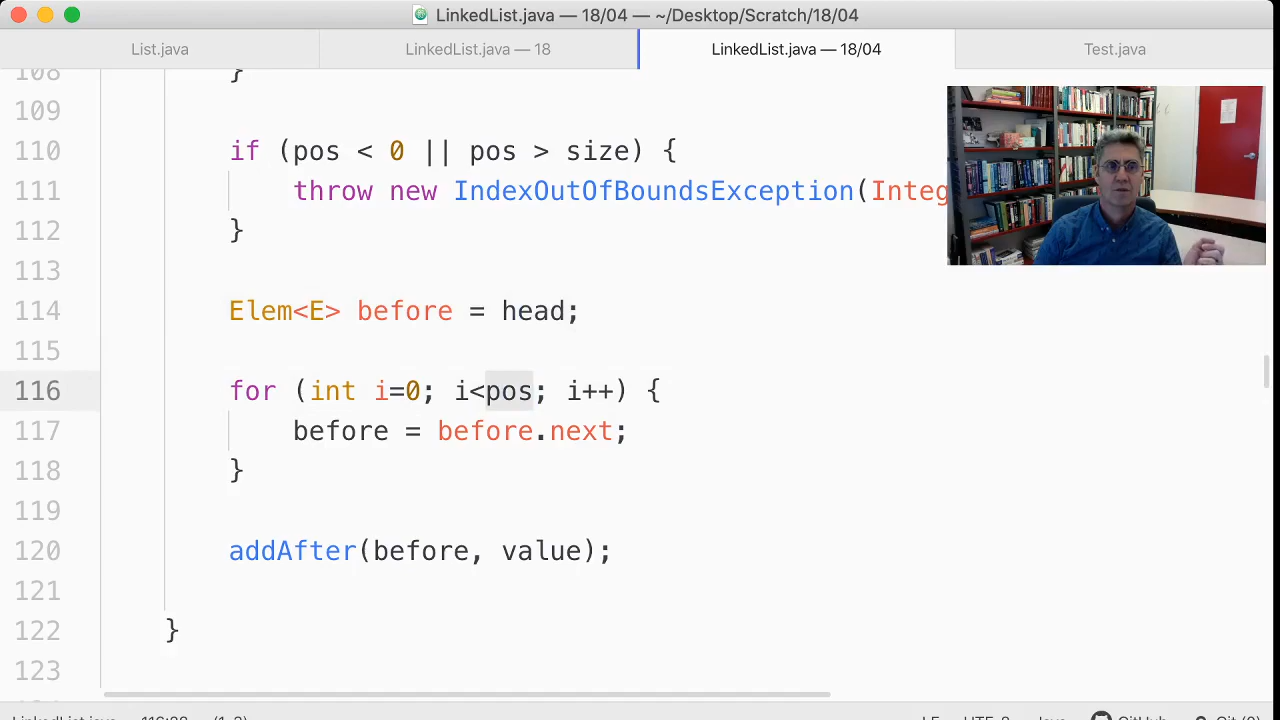 LinkedList.java — 18/04 — ~/Desktop/Scratch/18/04
List.java
LinkedList.java — 18
LinkedList.java — 18/04
Test.java
108 }
109
110 if (pos < 0 || pos > size) {
111 throw new IndexOutOfBoundsException(Integ
112 }
113
114 Elem<E> before = head;
115
116 for (int i=0; i<pos; i++) {
117 before = before.next;
118 }
119
120 addAfter(before, value);
121
122 }
123